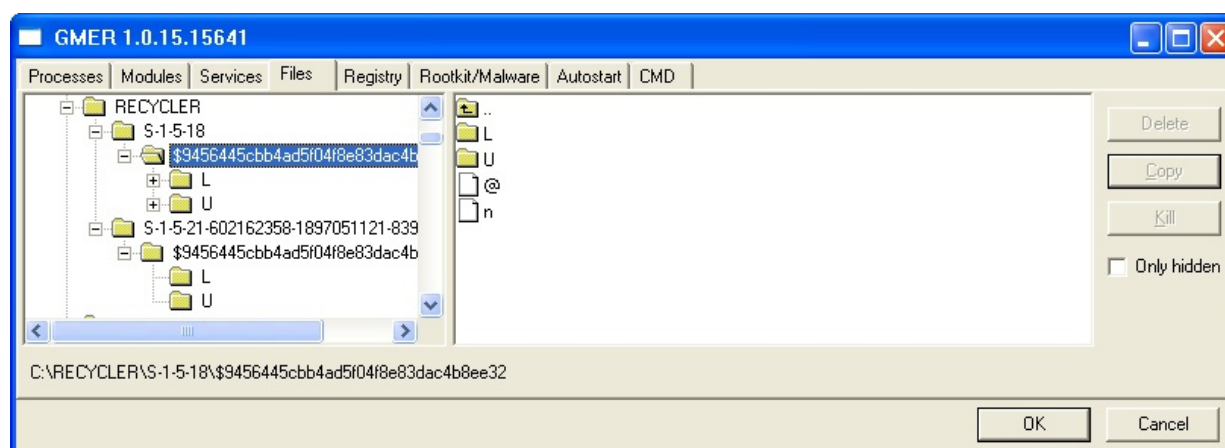 GMER 1.0.15.15641
Processes Modules Services Files Registry Rootkit/Malware Autostart CMD
RECYCLER
S-1-5-18
$9456445cbb4ad5f04f8e83dac4b
L
U
S-1-5-21-602162358-1897051121-839
$9456445cbb4ad5f04f8e83dac4b
L
U
..
L
U
@
n
Delete
Copy
Kill
Only hidden
C:\RECYCLER\S-1-5-18\$9456445cbb4ad5f04f8e83dac4b8ee32
OK Cancel